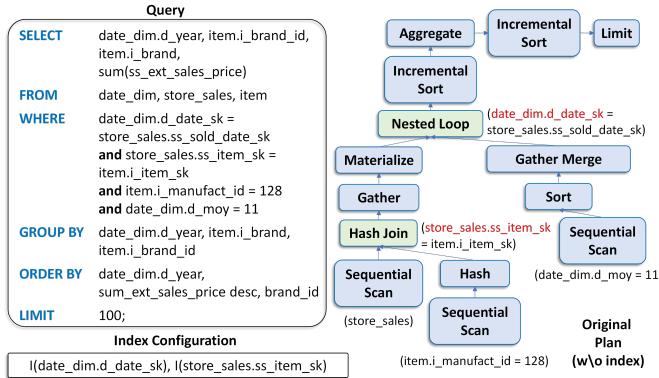 Query
SELECT date_dim.d_year, item.i_brand_id,
item.i_brand,
sum(ss_ext_sales_price)
FROM date_dim, store_sales, item
WHERE date_dim.d_date_sk =
store_sales.ss_sold_date_sk
and store_sales.ss_item_sk =
item.i_item_sk
and item.i_manufact_id = 128
and date_dim.d_moy = 11
GROUP BY date_dim.d_year, item.i_brand,
item.i_brand_id
ORDER BY date_dim.d_year,
sum_ext_sales_price desc, brand_id
LIMIT 100;
Index Configuration
I(date_dim.d_date_sk), I(store_sales.ss_item_sk)
Aggregate
Incremental
Sort
Limit
Incremental
Sort
Nested Loop
(date_dim.d_date_sk =
store_sales.ss_sold_date_sk)
Materialize
Gather Merge
Gather
Sort
Hash Join
(store_sales.ss_item_sk
= item.i_item_sk)
Sequential
Scan
(date_dim.d_moy = 11
Sequential
Scan
(store_sales)
Hash
Sequential
Scan
(item.i_manufact_id = 128)
Original
Plan
(w\o index)